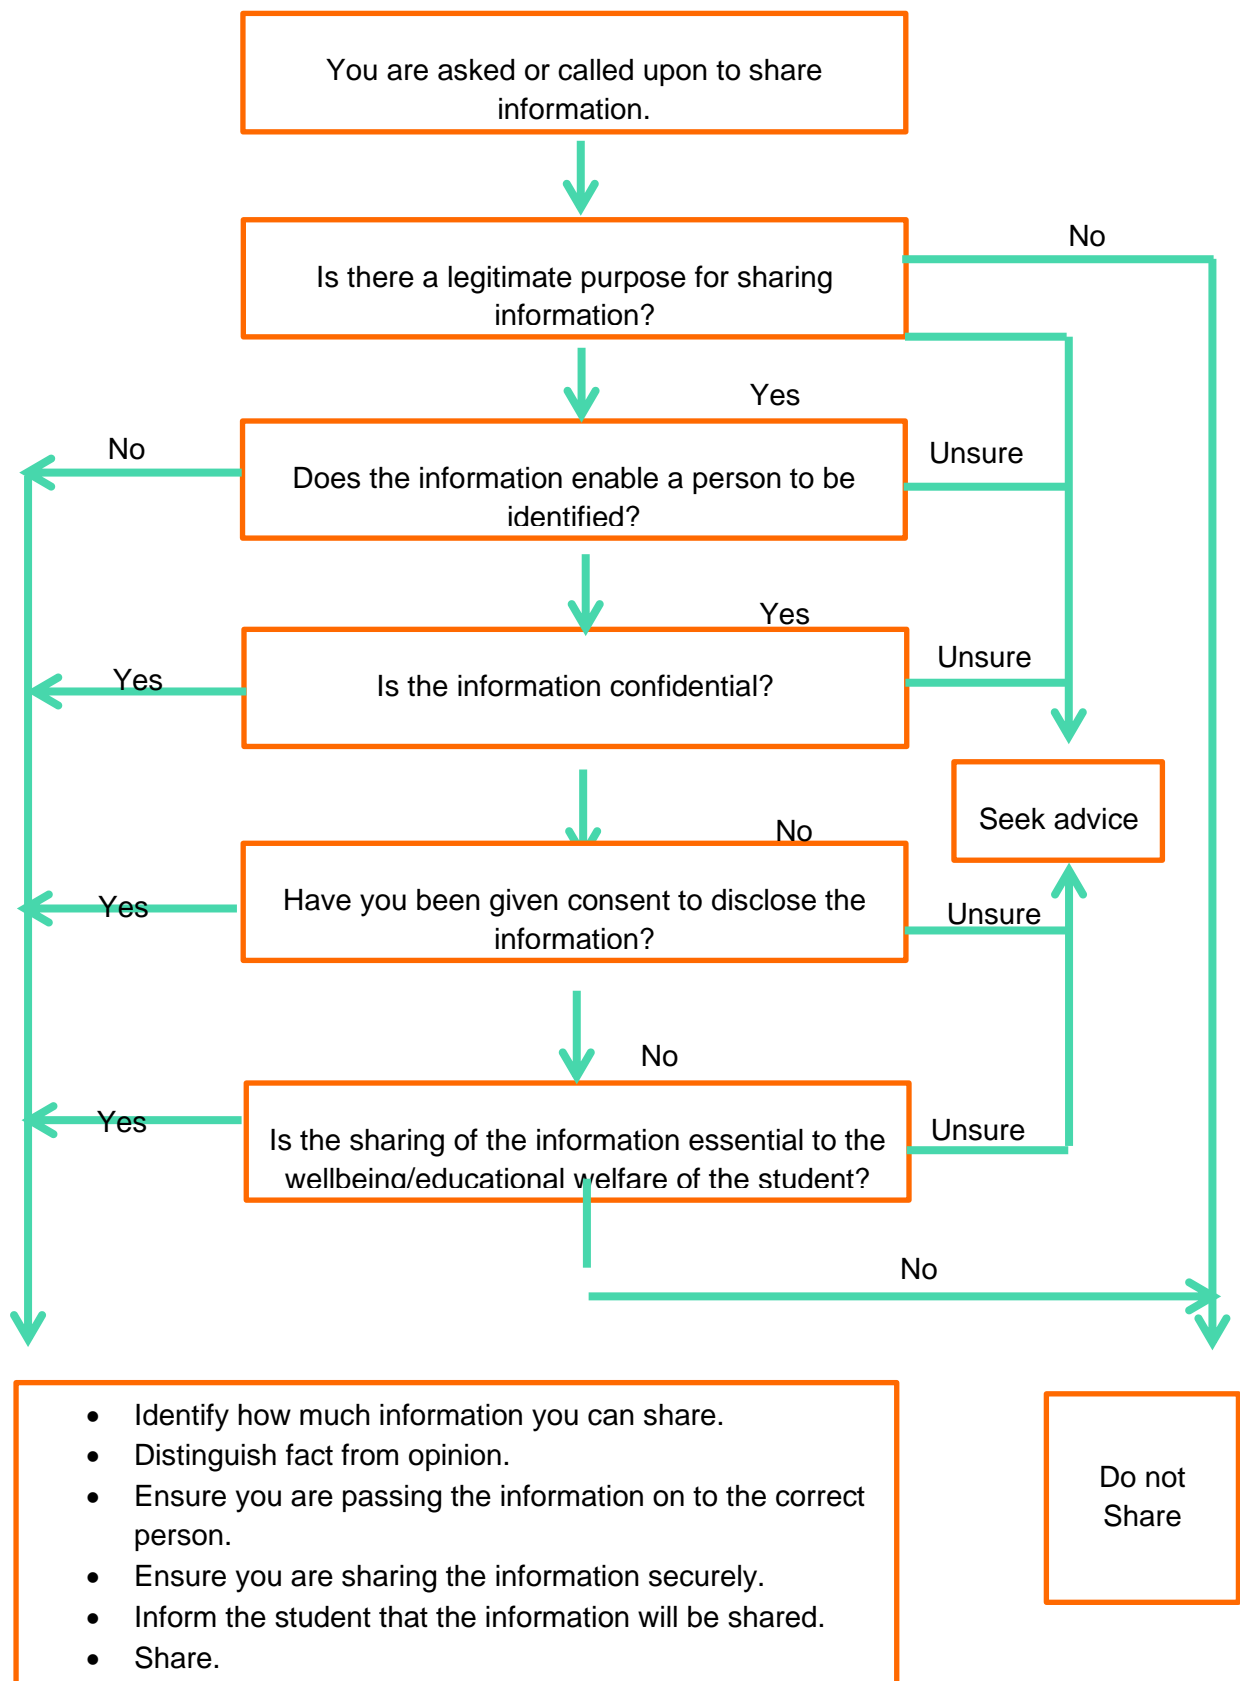 You are asked or called upon to share
information.
No
Is there a legitimate purpose for sharing
information?
Yes
No
Unsure
Does the information enable a person to be
identified?
Yes
Unsure
Yes
Is the information confidential?
No
Seek advice
Yes
Have you been given consent to disclose the
information?
Unsure
No
Yes
Is the sharing of the information essential to the
wellbeing/educational welfare of the student?
Unsure
No
• Identify how much information you can share.
• Distinguish fact from opinion.
• Ensure you are passing the information on to the correct
person.
• Ensure you are sharing the information securely.
• Inform the student that the information will be shared.
• Share.
Do not
Share